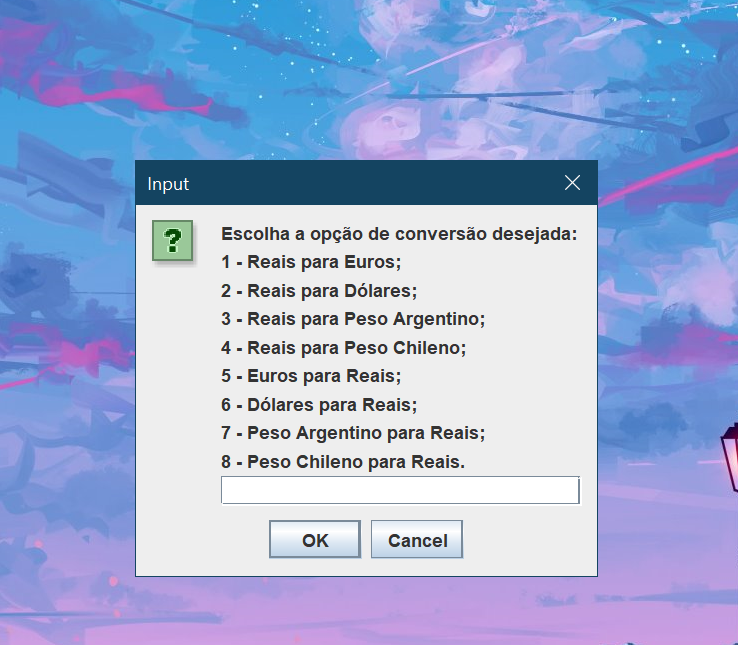 Input
Escolha a opção de conversão desejada:
1 - Reais para Euros;
2 - Reais para Dólares;
3 - Reais para Peso Argentino;
4 - Reais para Peso Chileno;
5 - Euros para Reais;
6 - Dólares para Reais;
7 - Peso Argentino para Reais;
8 - Peso Chileno para Reais.
OK Cancel